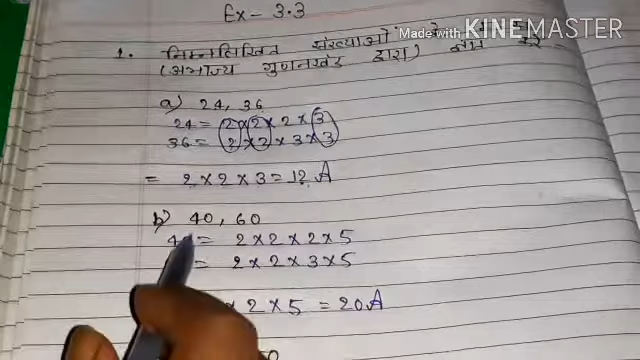 Ex - 3.3
Made with KINEMASTER
1. निम्नलिखित संख्याओं
(अभाज्य गुणनखंड द्वारा)
a) 24, 36
24 = 2 × 2 × 2 × 3
36 = 2 × 2 × 3 × 3
= 2 × 2 × 3 = 12 A
b) 40, 60
= 2 × 2 × 2 × 5
= 2 × 2 × 3 × 5
× 2 × 5 = 20 A